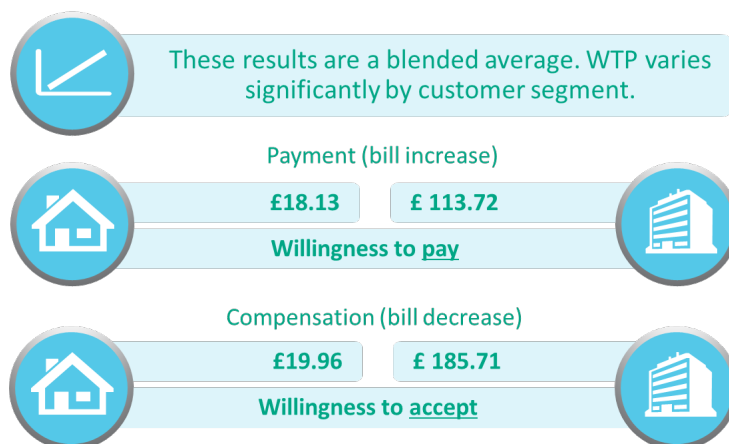 These results are a blended average. WTP varies
significantly by customer segment.
Payment (bill increase)
£18.13 £ 113.72
Willingness to pay
Compensation (bill decrease)
£19.96 £ 185.71
Willingness to accept